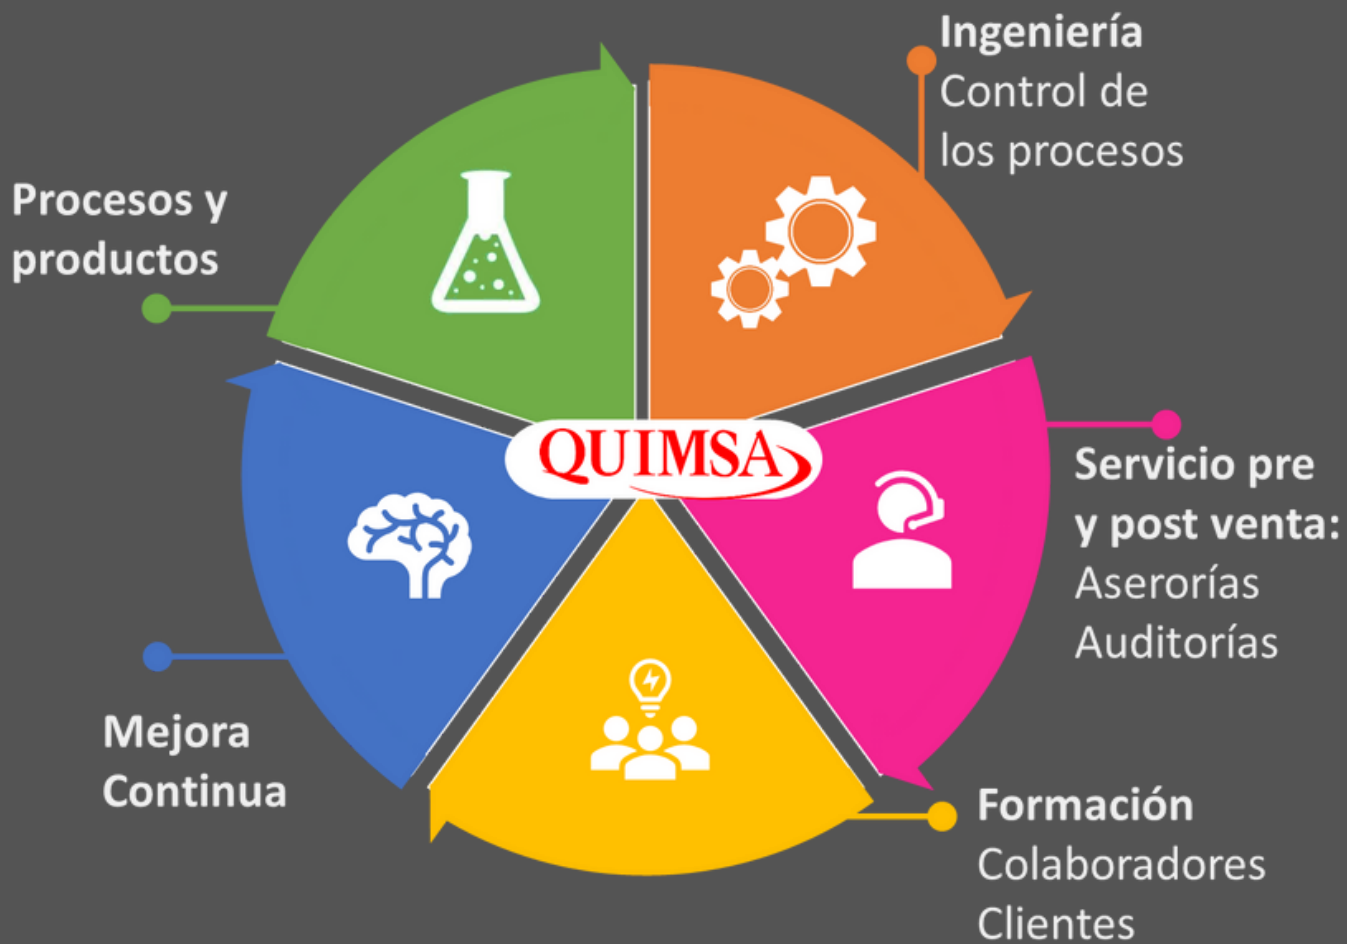 Ingeniería
Control de
los procesos
Procesos y
productos
QUIMSA
Servicio pre
y post venta:
Aserorías
Auditorías
Mejora
Continua
Formación
Colaboradores
Clientes